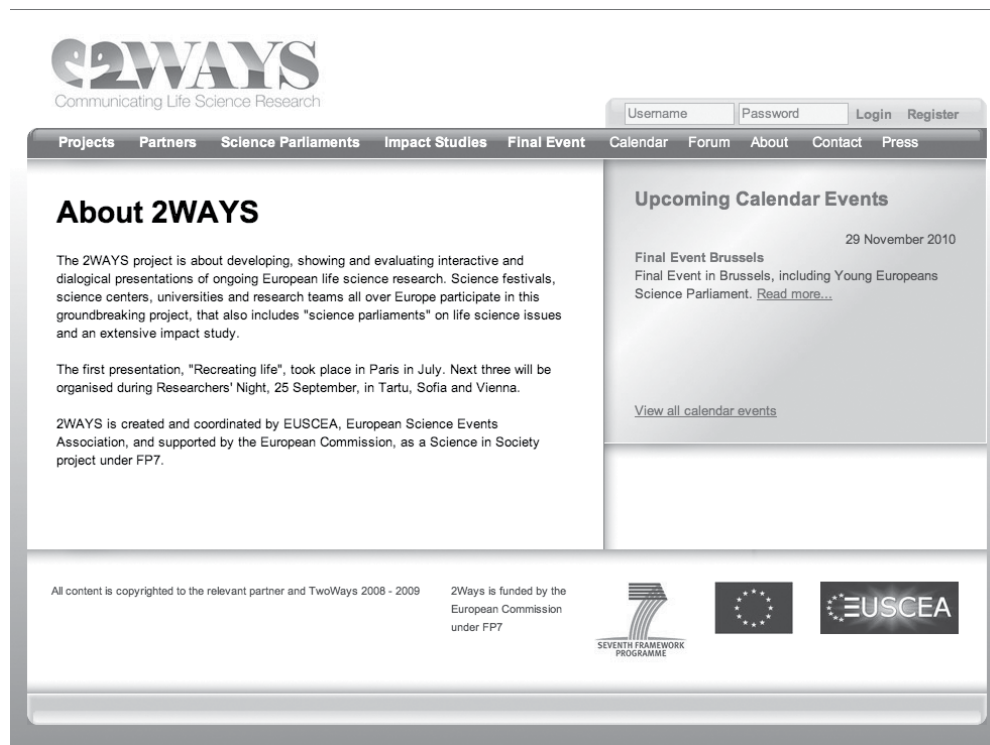 2WAYS
Communicating Life Science Research
Username Password Login Register
Projects Partners Science Parliaments Impact Studies Final Event Calendar Forum About Contact Press
About 2WAYS
The 2WAYS project is about developing, showing and evaluating interactive and
dialogical presentations of ongoing European life science research. Science festivals,
science centers, universities and research teams all over Europe participate in this
groundbreaking project, that also includes "science parliaments" on life science issues
and an extensive impact study.
The first presentation, "Recreating life", took place in Paris in July. Next three will be
organised during Researchers' Night, 25 September, in Tartu, Sofia and Vienna.
2WAYS is created and coordinated by EUSCEA, European Science Events
Association, and supported by the European Commission, as a Science in Society
project under FP7.
Upcoming Calendar Events
29 November 2010
Final Event Brussels
Final Event in Brussels, including Young Europeans
Science Parliament. Read more...
View all calendar events
All content is copyrighted to the relevant partner and TwoWays 2008 - 2009
2Ways is funded by the
European Commission
under FP7
7
SEVENTH FRAMEWORK
PROGRAMME
EUSCEA